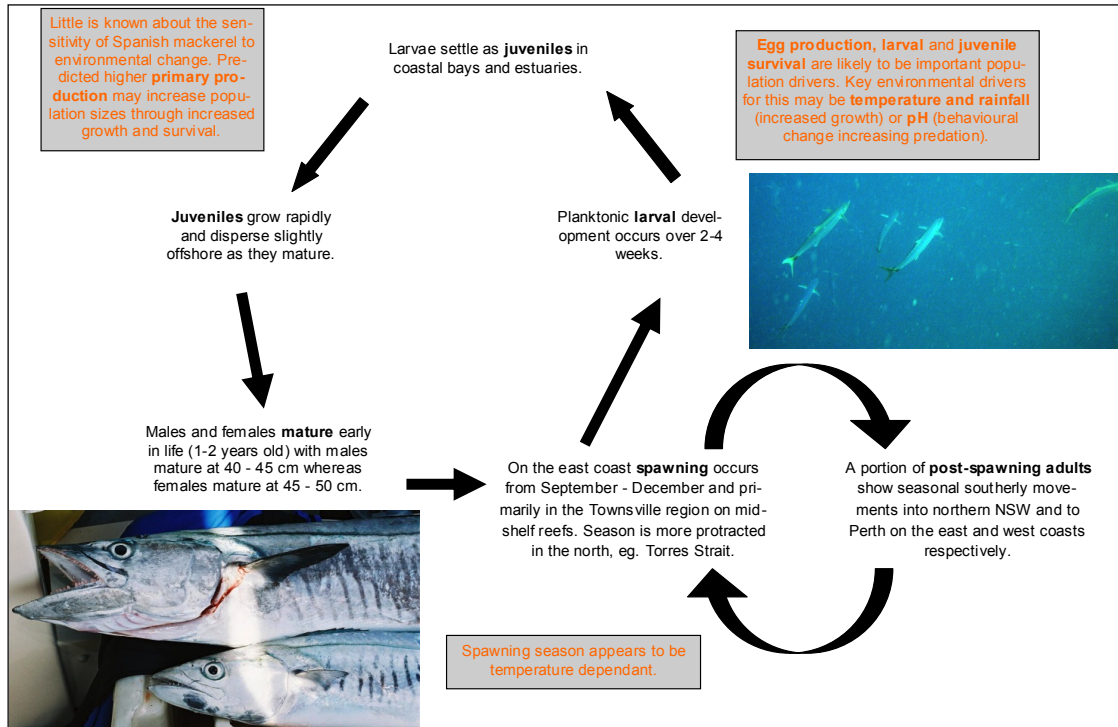 Little is known about the sen-
sitivity of Spanish mackerel to
environmental change. Pre-
dicted higher primary pro-
duction may increase popu-
lation sizes through increased
growth and survival.
Larvae settle as juveniles in
coastal bays and estuaries.
Egg production, larval and juvenile
survival are likely to be important pop-
ulation drivers. Key environmental drivers
for this may be temperature and rainfall
(increased growth) or pH (behavioural
change increasing predation).
Juveniles grow rapidly
and disperse slightly
offshore as they mature.
Planktonic larval devel-
opment occurs over 2-4
weeks.
Males and females mature early
in life (1-2 years old) with males
mature at 40 - 45 cm whereas
females mature at 45 - 50 cm.
On the east coast spawning occurs
from September - December and pri-
marily in the Townsville region on mid-
shelf reefs. Season is more protracted
in the north, eg. Torres Strait.
A portion of post-spawning adults
show seasonal southerly move-
ments into northern NSW and to
Perth on the east and west coasts
respectively.
Spawning season appears to be
temperature dependant.